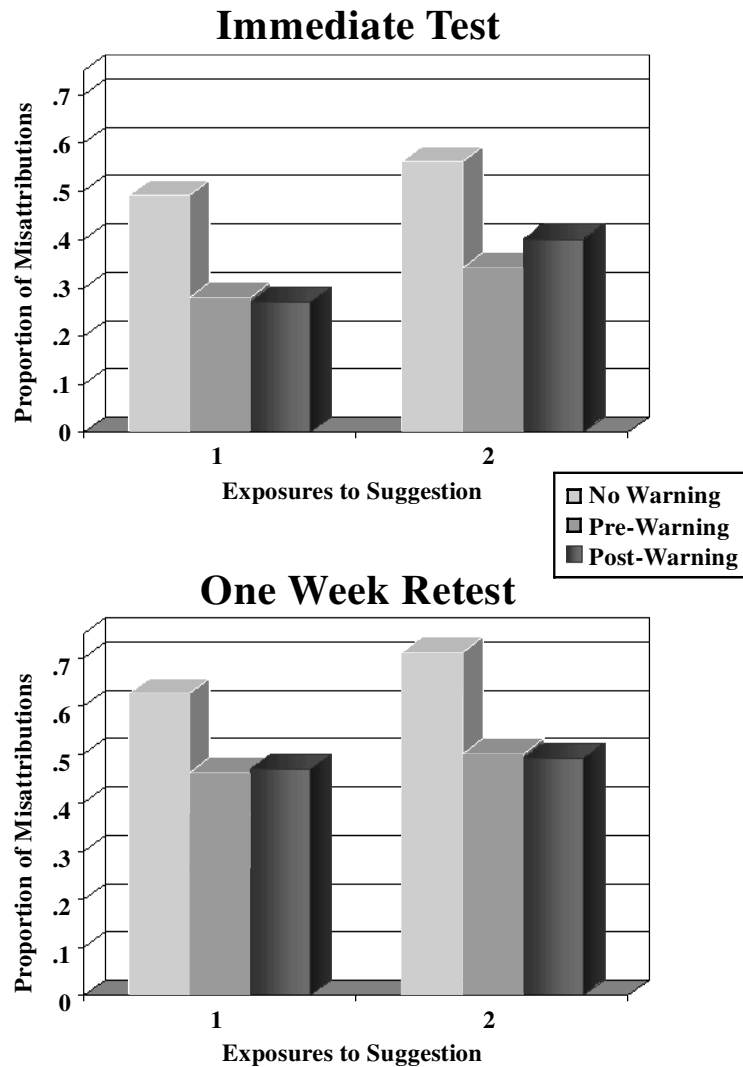 Immediate Test
Proportion of Misattributions
.7
.6
.5
.4
.3
.2
.1
0
1 2
Exposures to Suggestion
No Warning
Pre-Warning
Post-Warning
One Week Retest
Proportion of Misattributions
.7
.6
.5
.4
.3
.2
.1
0
1 2
Exposures to Suggestion